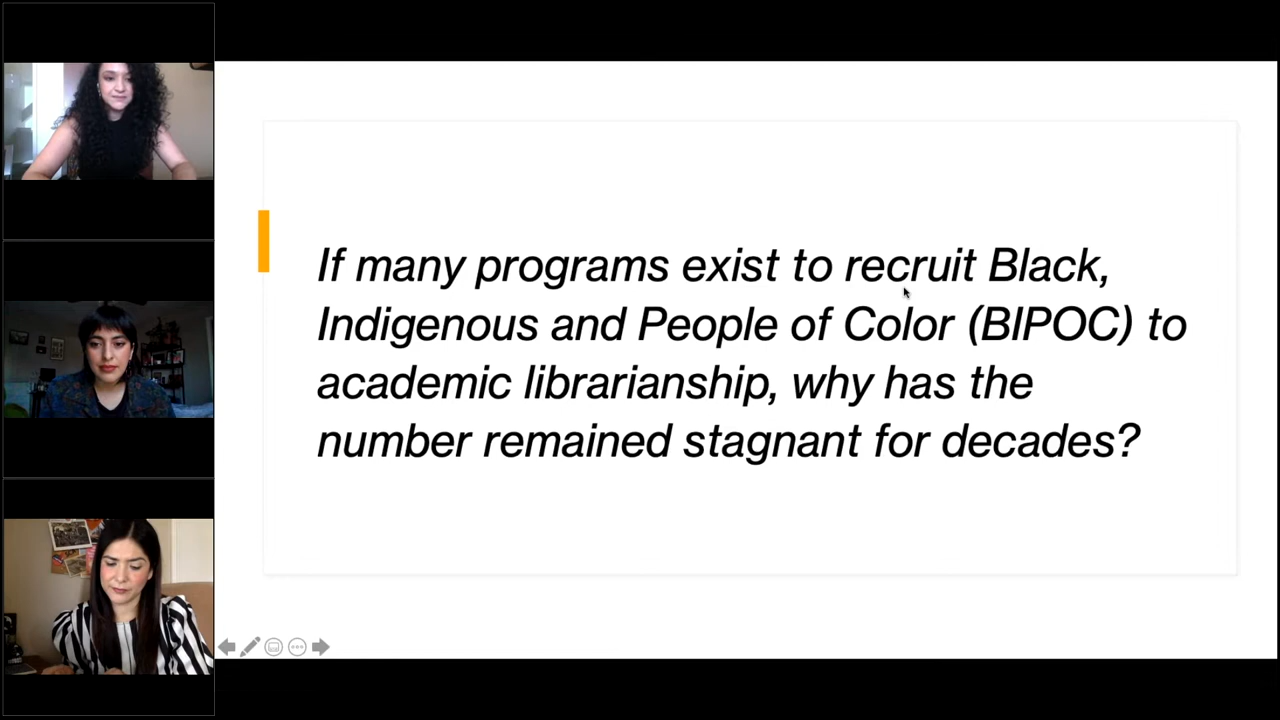 If many programs exist to recruit Black,
Indigenous and People of Color (BIPOC) to
academic librarianship, why has the
number remained stagnant for decades?